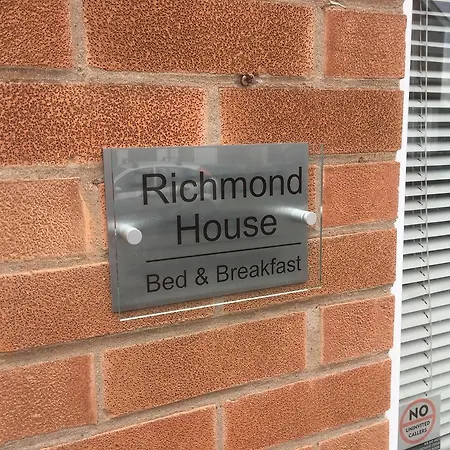 Richmond
House
Bed & Breakfast
NO
UNINVITED
CALLERS